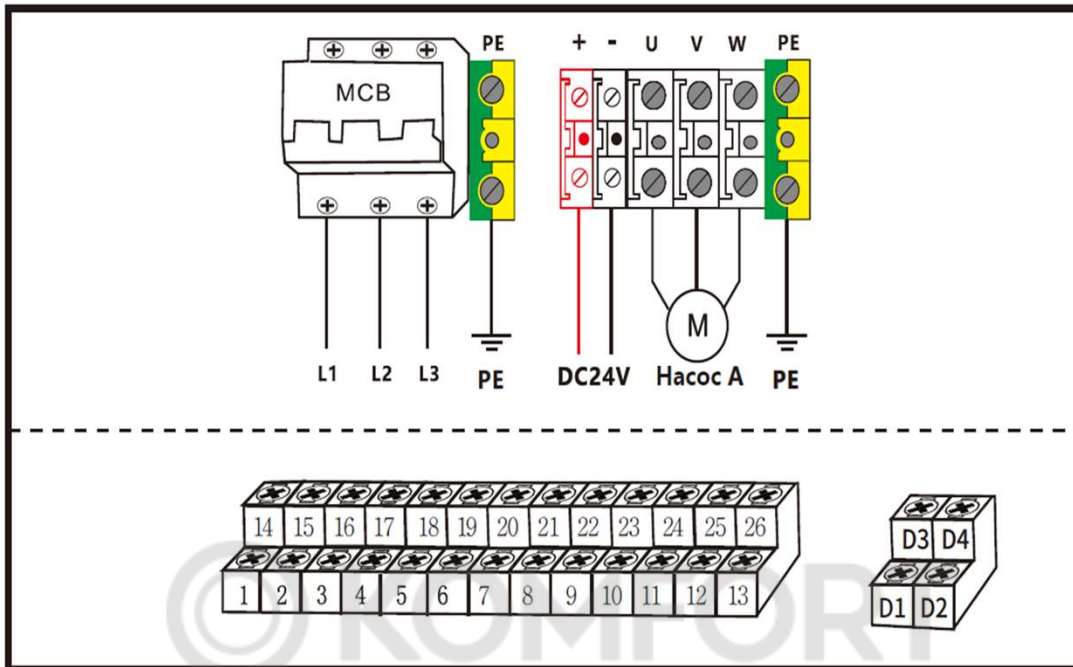 PE + - U V W PE
MCB
M
L1 L2 L3 PE DC24V Насос A PE
14 15 16 17 18 19 20 21 22 23 24 25 26
D3 D4
1 2 3 4 5 6 7 8 9 10 11 12 13
D1 D2
KOMFORT